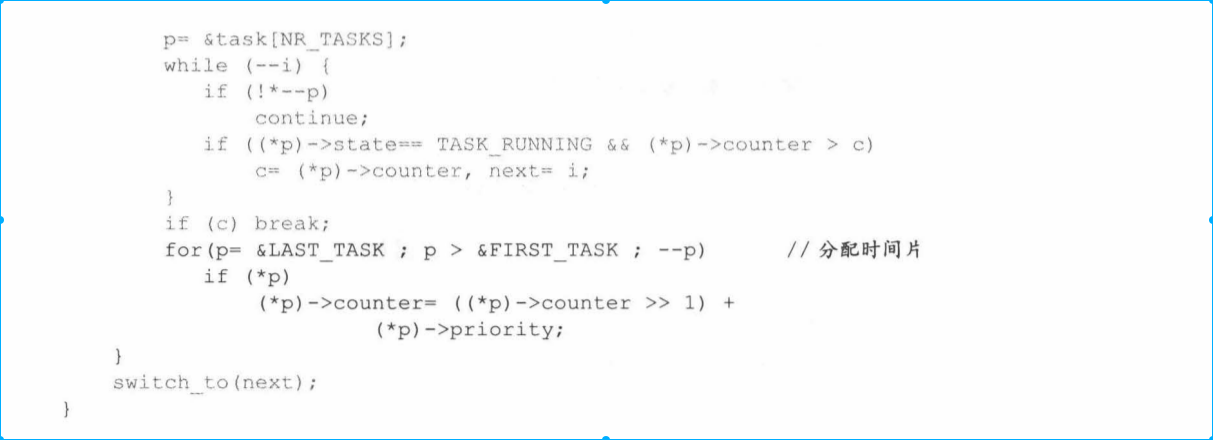 p= &task[NR_TASKS];
while (--i) {
if (!*--p)
continue;
if ((*p)->state== TASK_RUNNING && (*p)->counter > c)
c= (*p)->counter, next= i;
}
if (c) break;
for(p= &LAST_TASK ; p > &FIRST_TASK ; --p) // 分配时间片
if (*p)
(*p)->counter= ((*p)->counter >> 1) +
(*p)->priority;
}
switch_to(next);
}